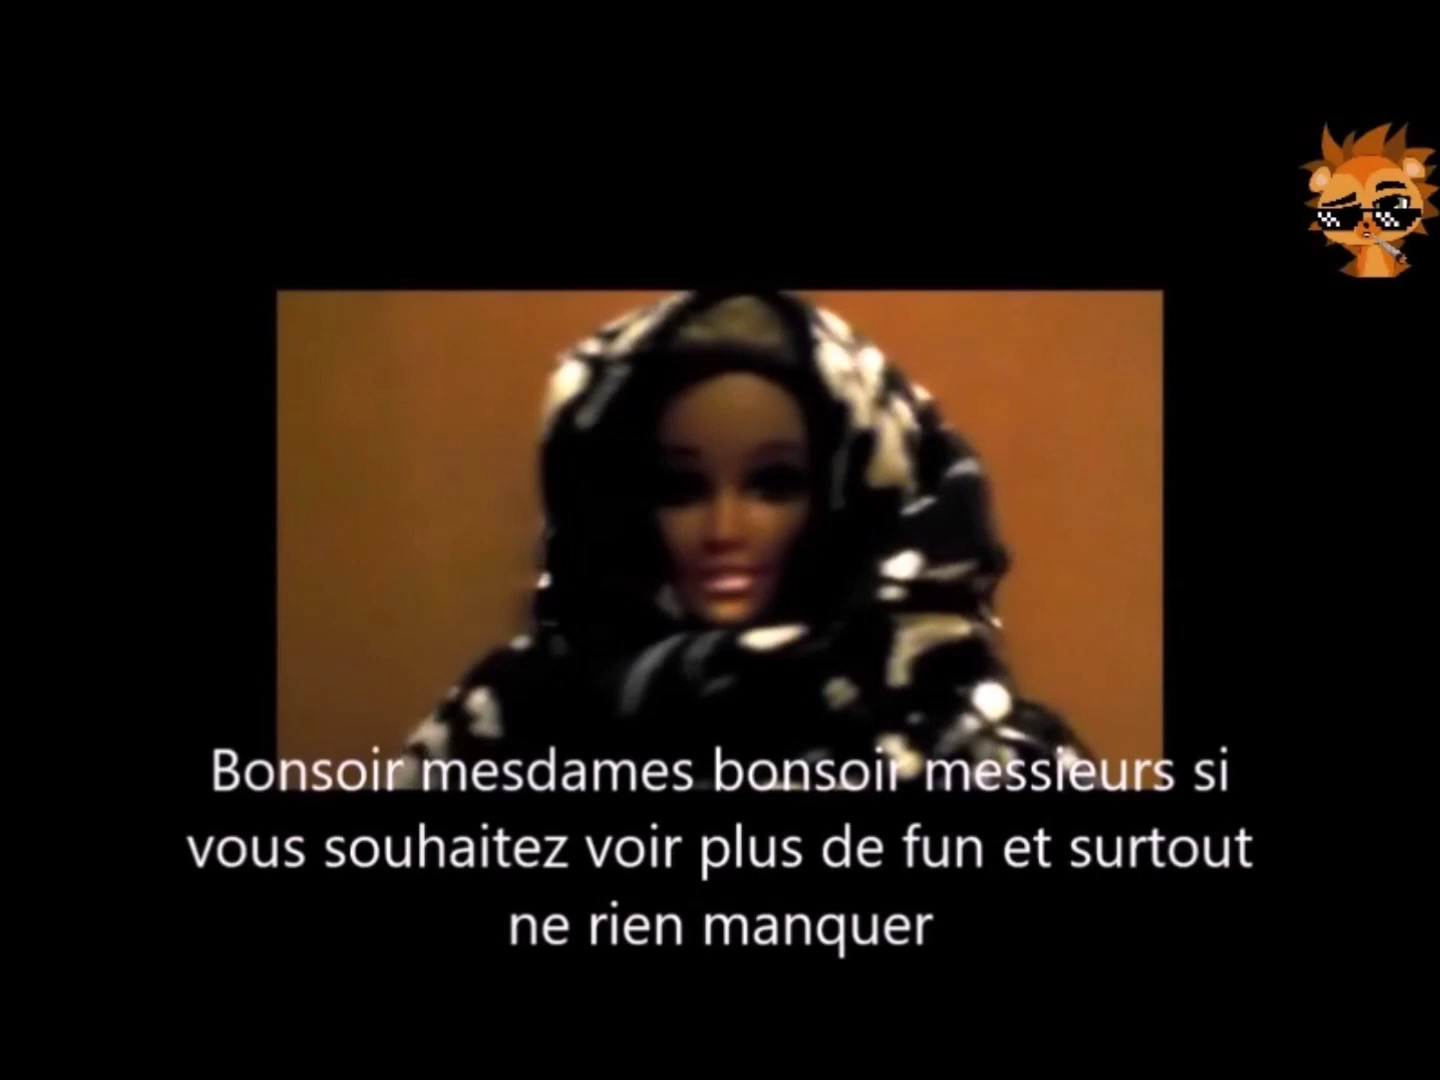 Bonsoir mesdames bonsoir messieurs si
vous souhaitez voir plus de fun et surtout
ne rien manquer